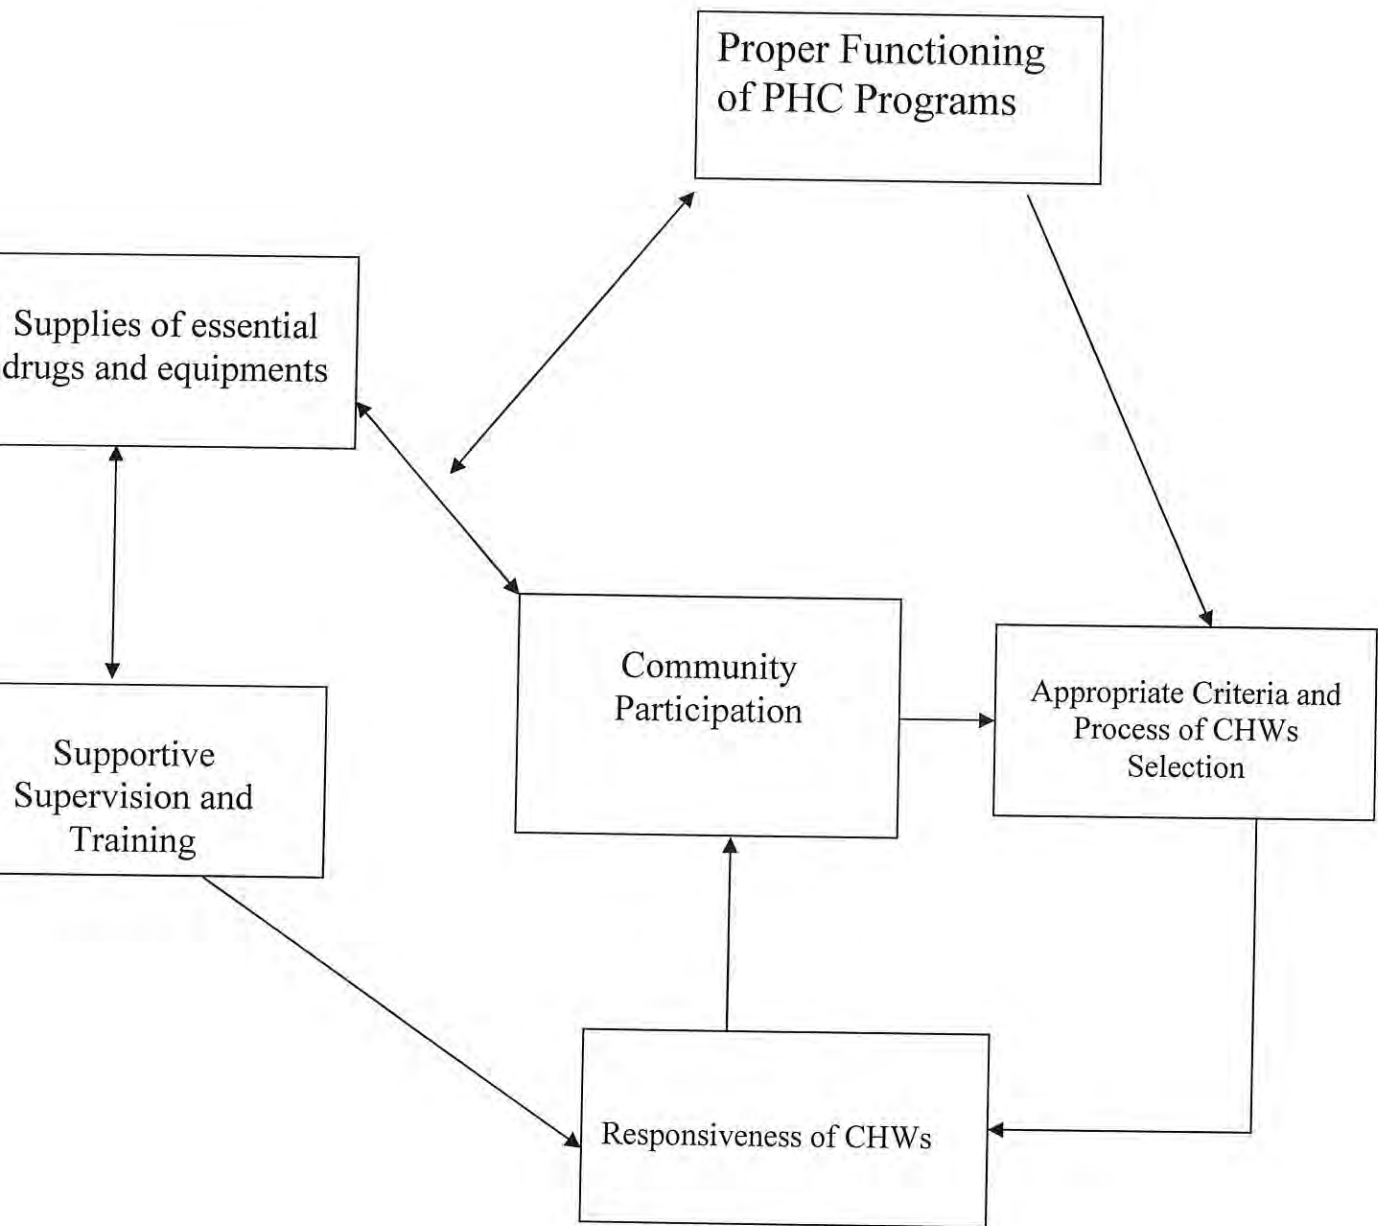 Proper Functioning
of PHC Programs
Supplies of essential
drugs and equipments
Community
Participation
Appropriate Criteria and
Process of CHWs
Selection
Supportive
Supervision and
Training
Responsiveness of CHWs